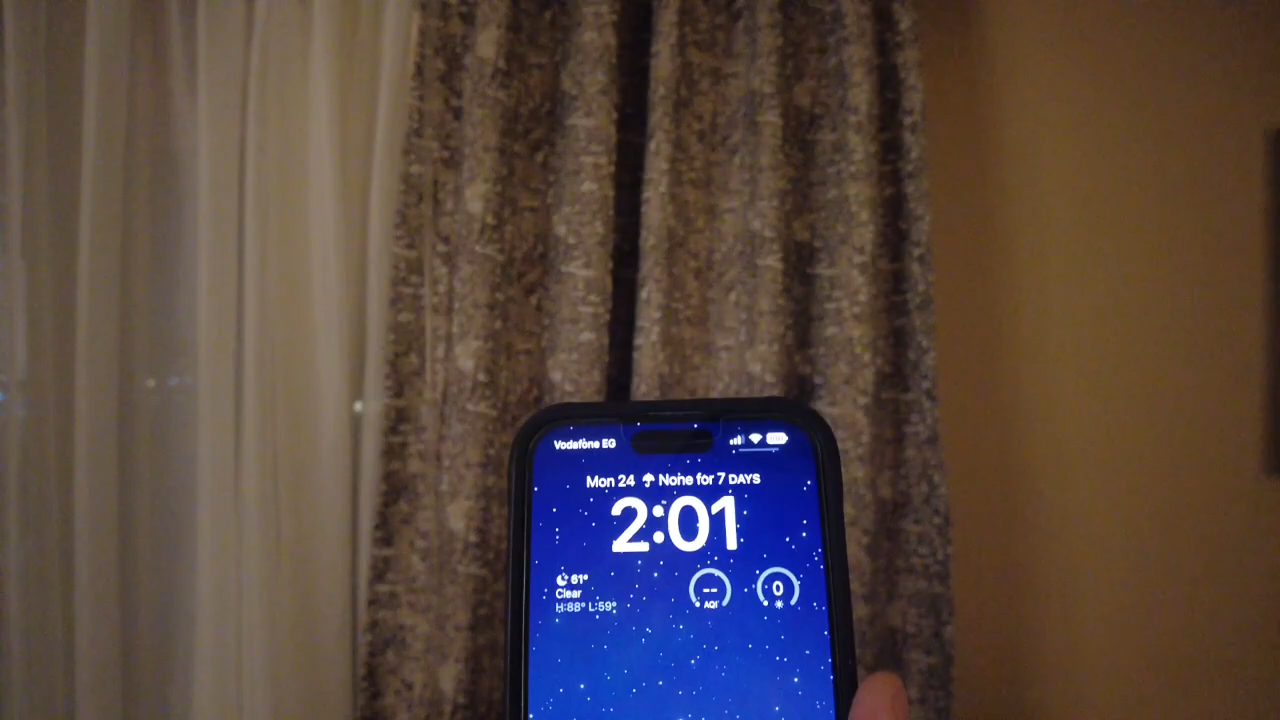 Vodafone EG
Mon 24 None for 7 DAYS
2:01
61°
Clear
H:88° L:59°
--
AQI
0